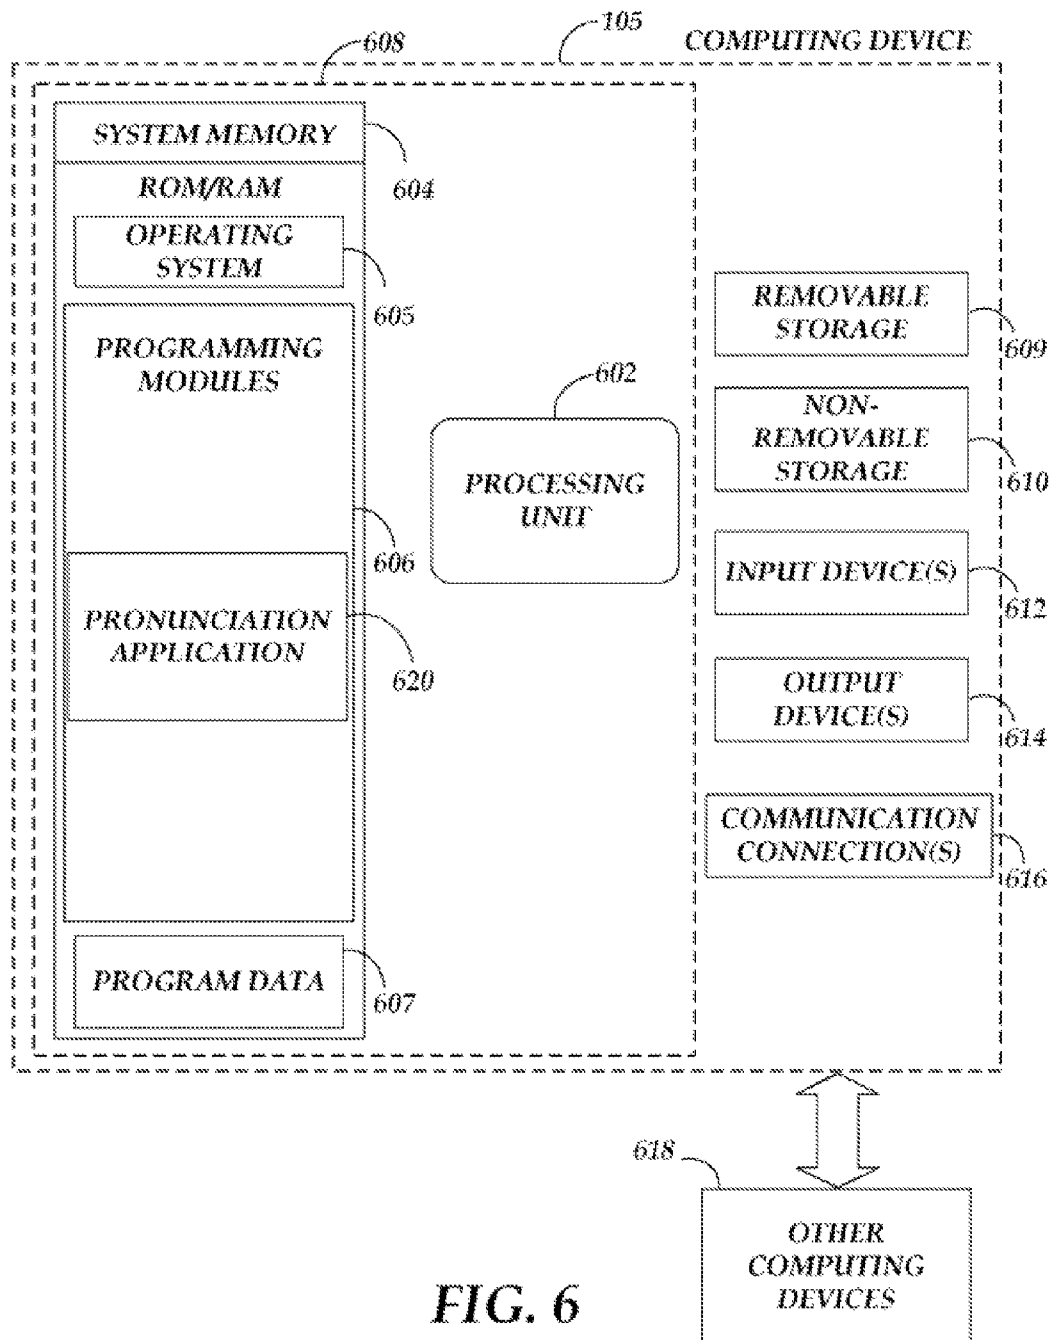 105
COMPUTING DEVICE
608
SYSTEM MEMORY
604
ROM/RAM
OPERATING
SYSTEM
605
PROGRAMMING
MODULES
606
PRONUNCIATION
APPLICATION
620
PROGRAM DATA
607
602
PROCESSING
UNIT
REMOVABLE
STORAGE
609
NON-
REMOVABLE
STORAGE
610
INPUT DEVICE(S)
612
OUTPUT
DEVICE(S)
614
COMMUNICATION
CONNECTION(S)
616
618
OTHER
COMPUTING
DEVICES
FIG. 6